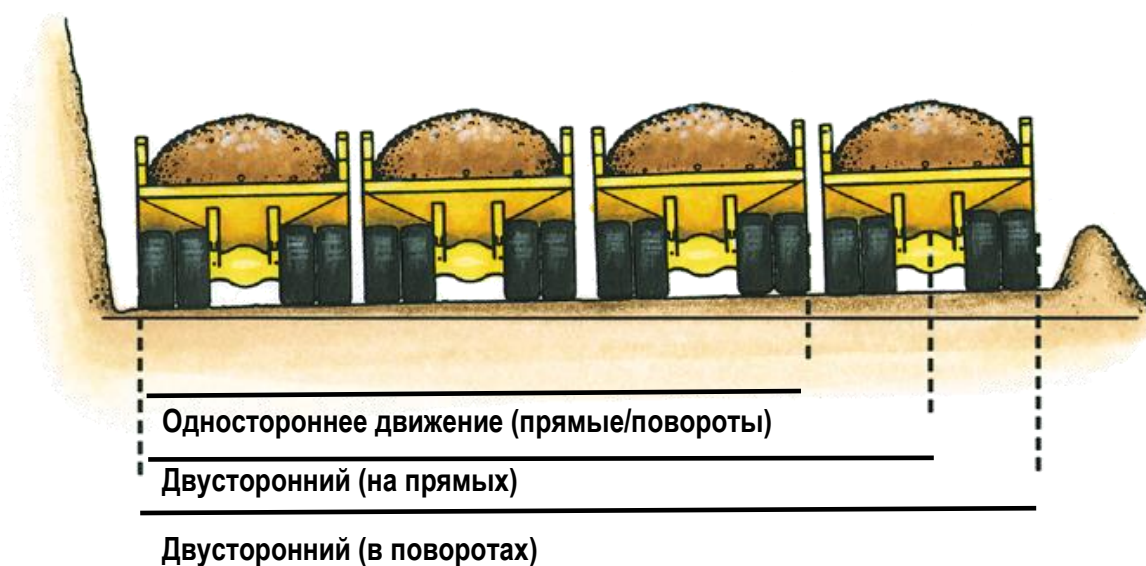 Одностороннее движение (прямые/повороты)
Двусторонний (на прямых)
Двусторонний (в поворотах)